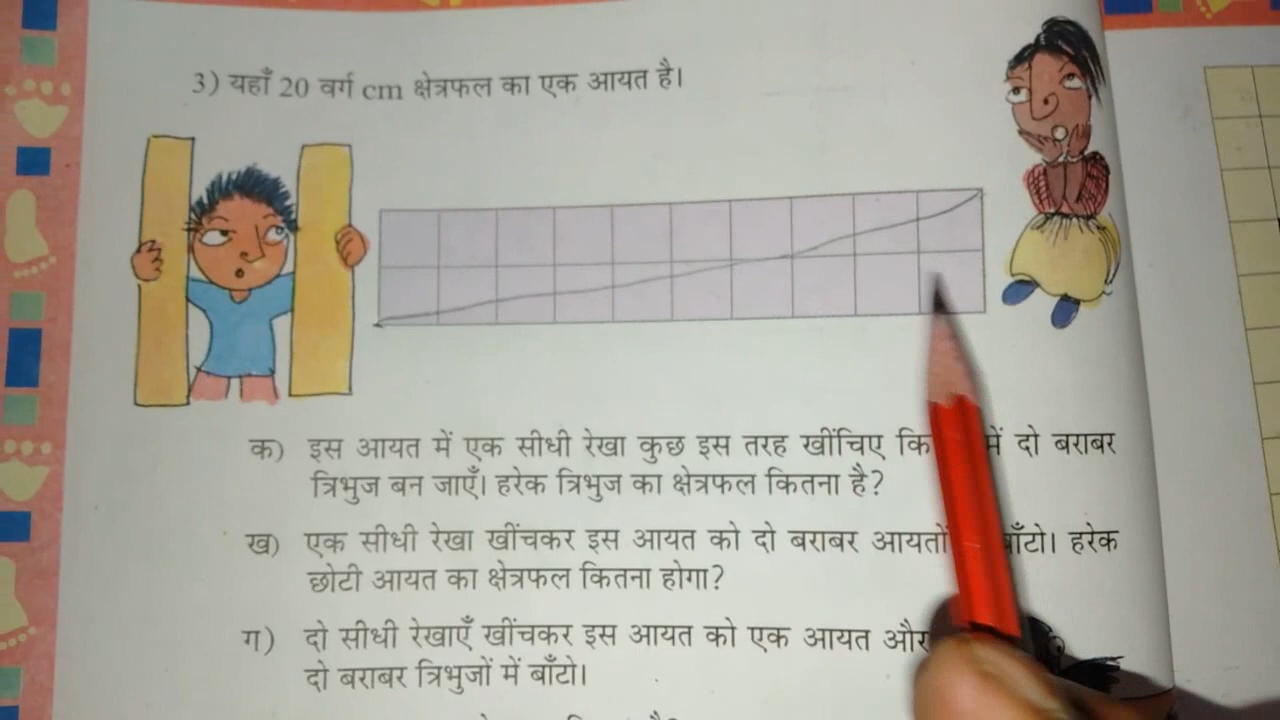 3) यहाँ 20 वर्ग cm क्षेत्रफल का एक आयत है।
क) इस आयत में एक सीधी रेखा कुछ इस तरह खींचिए कि में दो बराबर
त्रिभुज बन जाएँ। हरेक त्रिभुज का क्षेत्रफल कितना है?
ख) एक सीधी रेखा खींचकर इस आयत को दो बराबर आयतों बाँटो। हरेक
छोटी आयत का क्षेत्रफल कितना होगा?
ग) दो सीधी रेखाएँ खींचकर इस आयत को एक आयत और
दो बराबर त्रिभुजों में बाँटो।